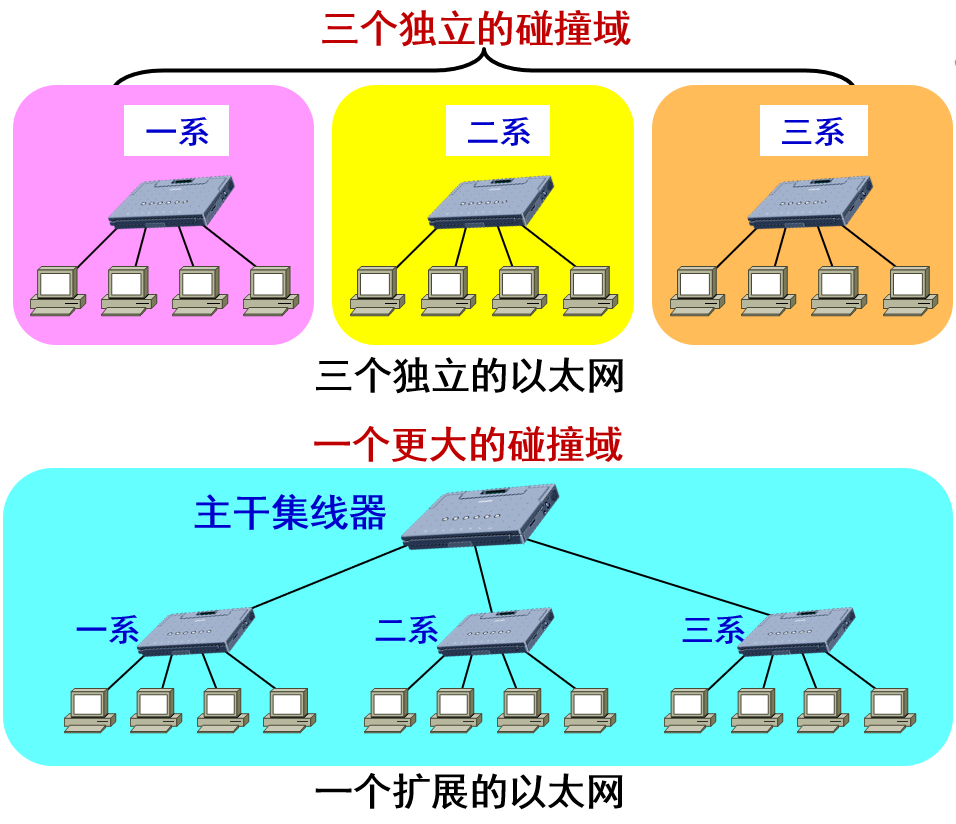 三个独立的碰撞域
一系
二系
三系
三个独立的以太网
一个更大的碰撞域
主干集线器
一系
二系
三系
一个扩展的以太网